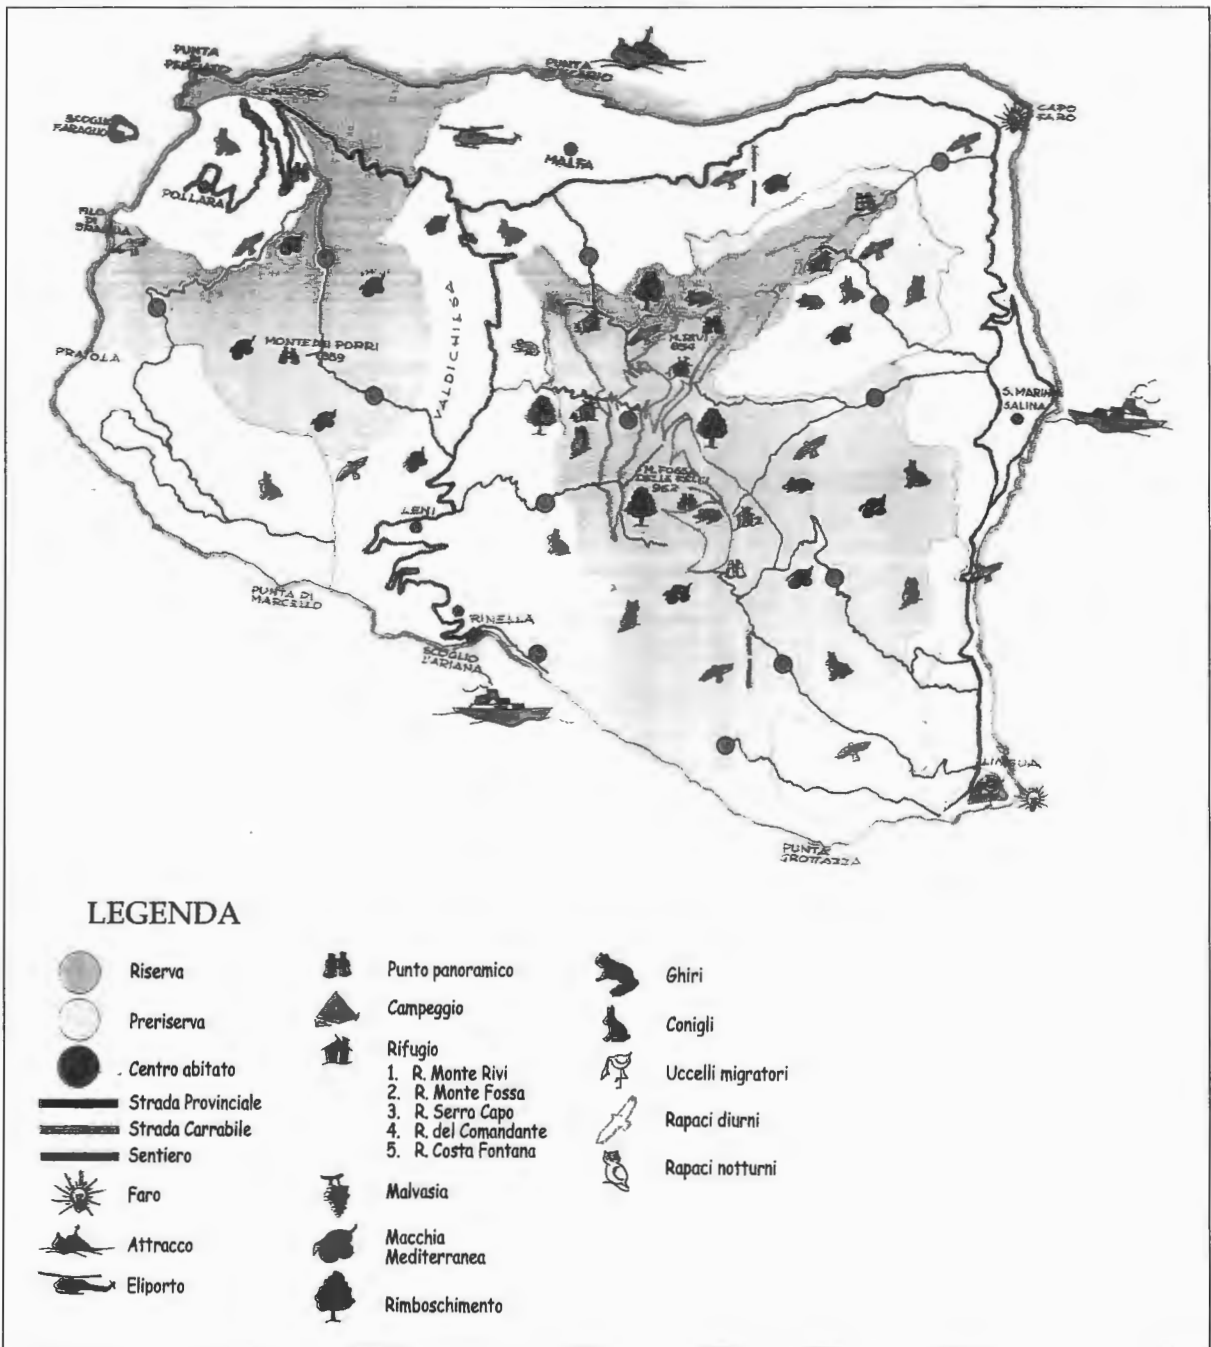 PUNTA
SEMAFORO
PUNTA
SCOGLIO
FARAGLIO
CAPO
FARO
MALFA
POLLARA
FILO
DI
VALDICHIESA
MONTE DEI PORRI
M. RIVI
854
PRAIOLA
S. MARINA
SALINA
M. FOSSA
DELLE FELCI
962
LENI
PUNTA DI
MARCELLO
RINELLA
SCOGLIO
L'ARIANA
LINGUA
PUNTA
GROTTAZZA
LEGENDA
Riserva
Preriserva
Centro abitato
Strada Provinciale
Strada Carrabile
Sentiero
Faro
Attracco
Eliporto
Punto panoramico
Campeggio
Rifugio
1. R. Monte Rivi
2. R. Monte Fossa
3. R. Serro Capo
4. R. del Comandante
5. R. Costa Fontana
Malvasia
Macchia
Mediterranea
Rimboschimento
Ghiri
Conigli
Uccelli migratori
Rapaci diurni
Rapaci notturni